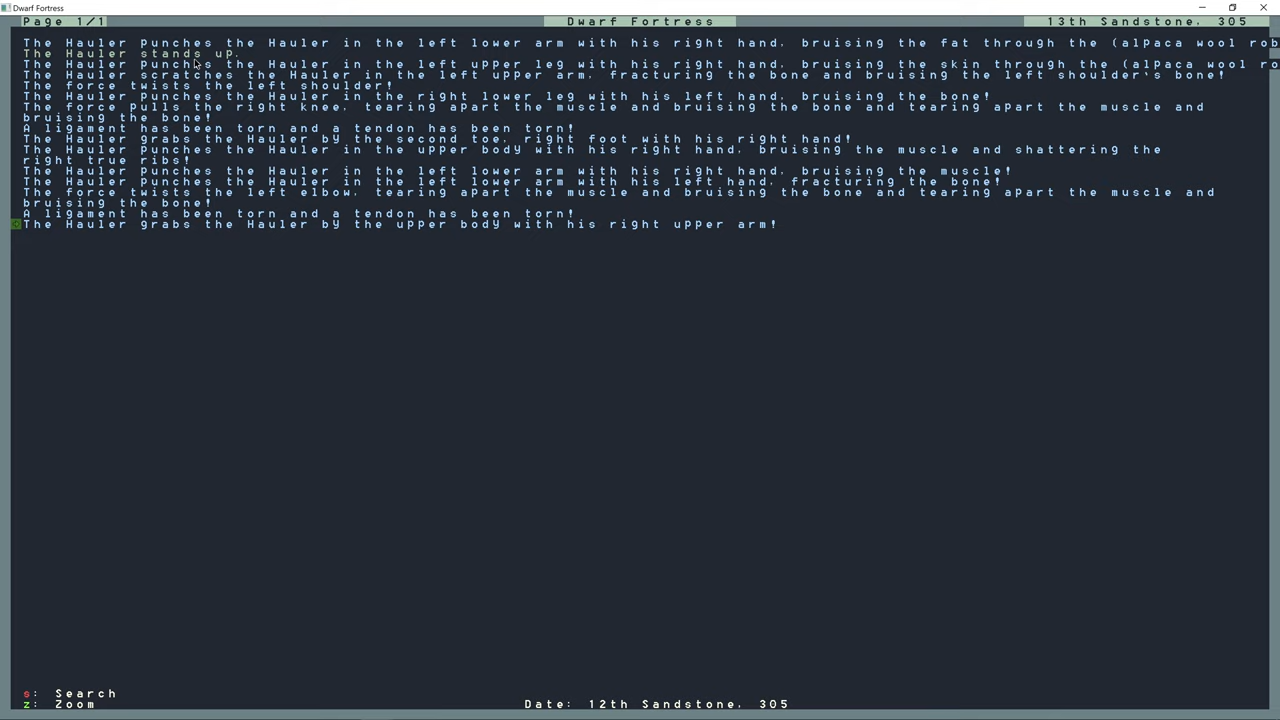 Dwarf Fortress
Page 1/1 Dwarf Fortress 13th Sandstone, 305
The Hauler punches the Hauler in the left lower arm with his right hand, bruising the fat through the (alpaca wool rob
The Hauler stands up.
The Hauler punches the Hauler in the left upper leg with his right hand, bruising the skin through the (alpaca wool ro
The Hauler scratches the Hauler in the left upper arm, fracturing the bone and bruising the left shoulder's bone!
The force twists the left shoulder!
The Hauler punches the Hauler in the right lower leg with his left hand, bruising the bone!
The force pulls the right knee, tearing apart the muscle and bruising the bone and tearing apart the muscle and
bruising the bone!
A ligament has been torn and a tendon has been torn!
The Hauler grabs the Hauler by the second toe, right foot with his right hand!
The Hauler punches the Hauler in the upper body with his right hand, bruising the muscle and shattering the
right true ribs!
The Hauler punches the Hauler in the left lower arm with his right hand, bruising the muscle!
The Hauler punches the Hauler in the left lower arm with his left hand, fracturing the bone!
The force twists the left elbow, tearing apart the muscle and bruising the bone and tearing apart the muscle and
bruising the bone!
A ligament has been torn and a tendon has been torn!
The Hauler grabs the Hauler by the upper body with his right upper arm!
s: Search
z: Zoom Date: 12th Sandstone, 305